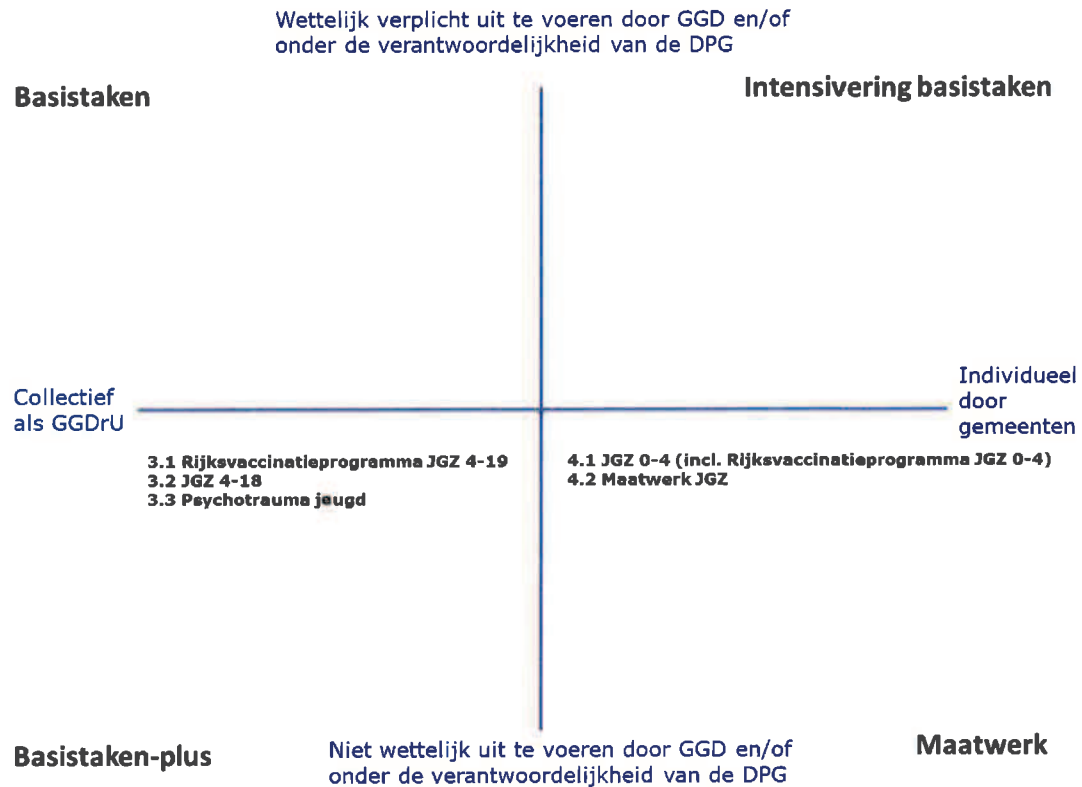 Wettelijk verplicht uit te voeren door GGD en/of
onder de verantwoordelijkheid van de DPG
Basistaken
Intensivering basistaken
Collectief
als GGDrU
Individueel
door
gemeenten
3.1 Rijksvaccinatieprogramma JGZ 4-19
3.2 JGZ 4-18
3.3 Psychotrauma jeugd
4.1 JGZ 0-4 (incl. Rijksvaccinatieprogramma JGZ 0-4)
4.2 Maatwerk JGZ
Basistaken-plus
Niet wettelijk uit te voeren door GGD en/of
onder de verantwoordelijkheid van de DPG
Maatwerk